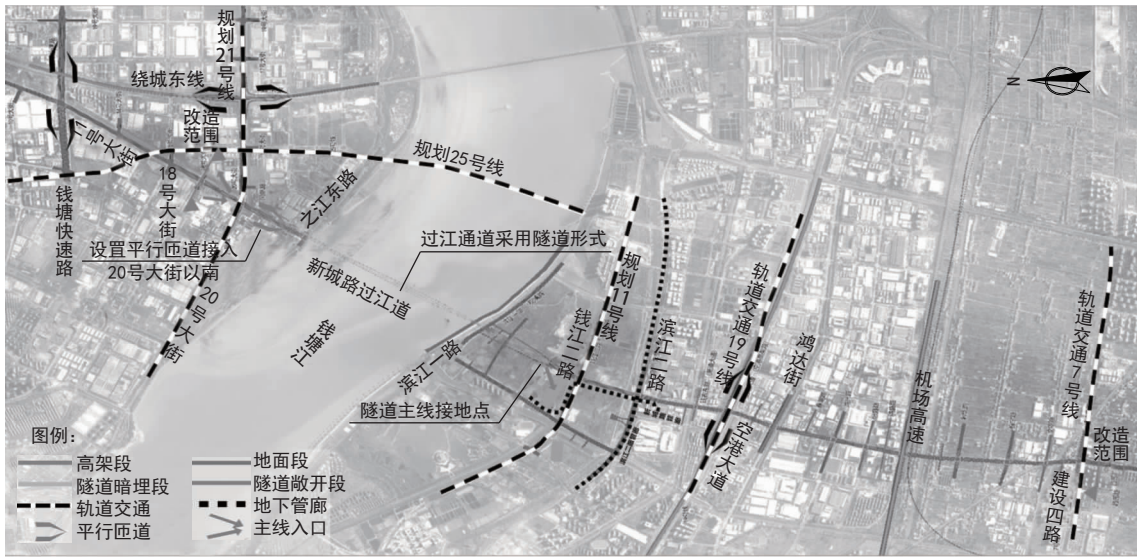 规划21号线
绕城东线
改造
范围
11号大街
规划25号线
钱塘快速路
18号大街
之江东路
设置平行匝道接入
20号大街以南
20号大街
过江通道采用隧道形式
新城路过江道
钱塘江
滨江一路
隧道主线接地点
规划11号线
钱江二路
滨江二路
轨道交通19号线
鸿达街
空港大道
机场高速
轨道交通7号线
改造
范围
建设四路
N
图例：
高架段
地面段
隧道暗埋段
隧道敞开段
轨道交通
地下管廊
平行匝道
主线入口